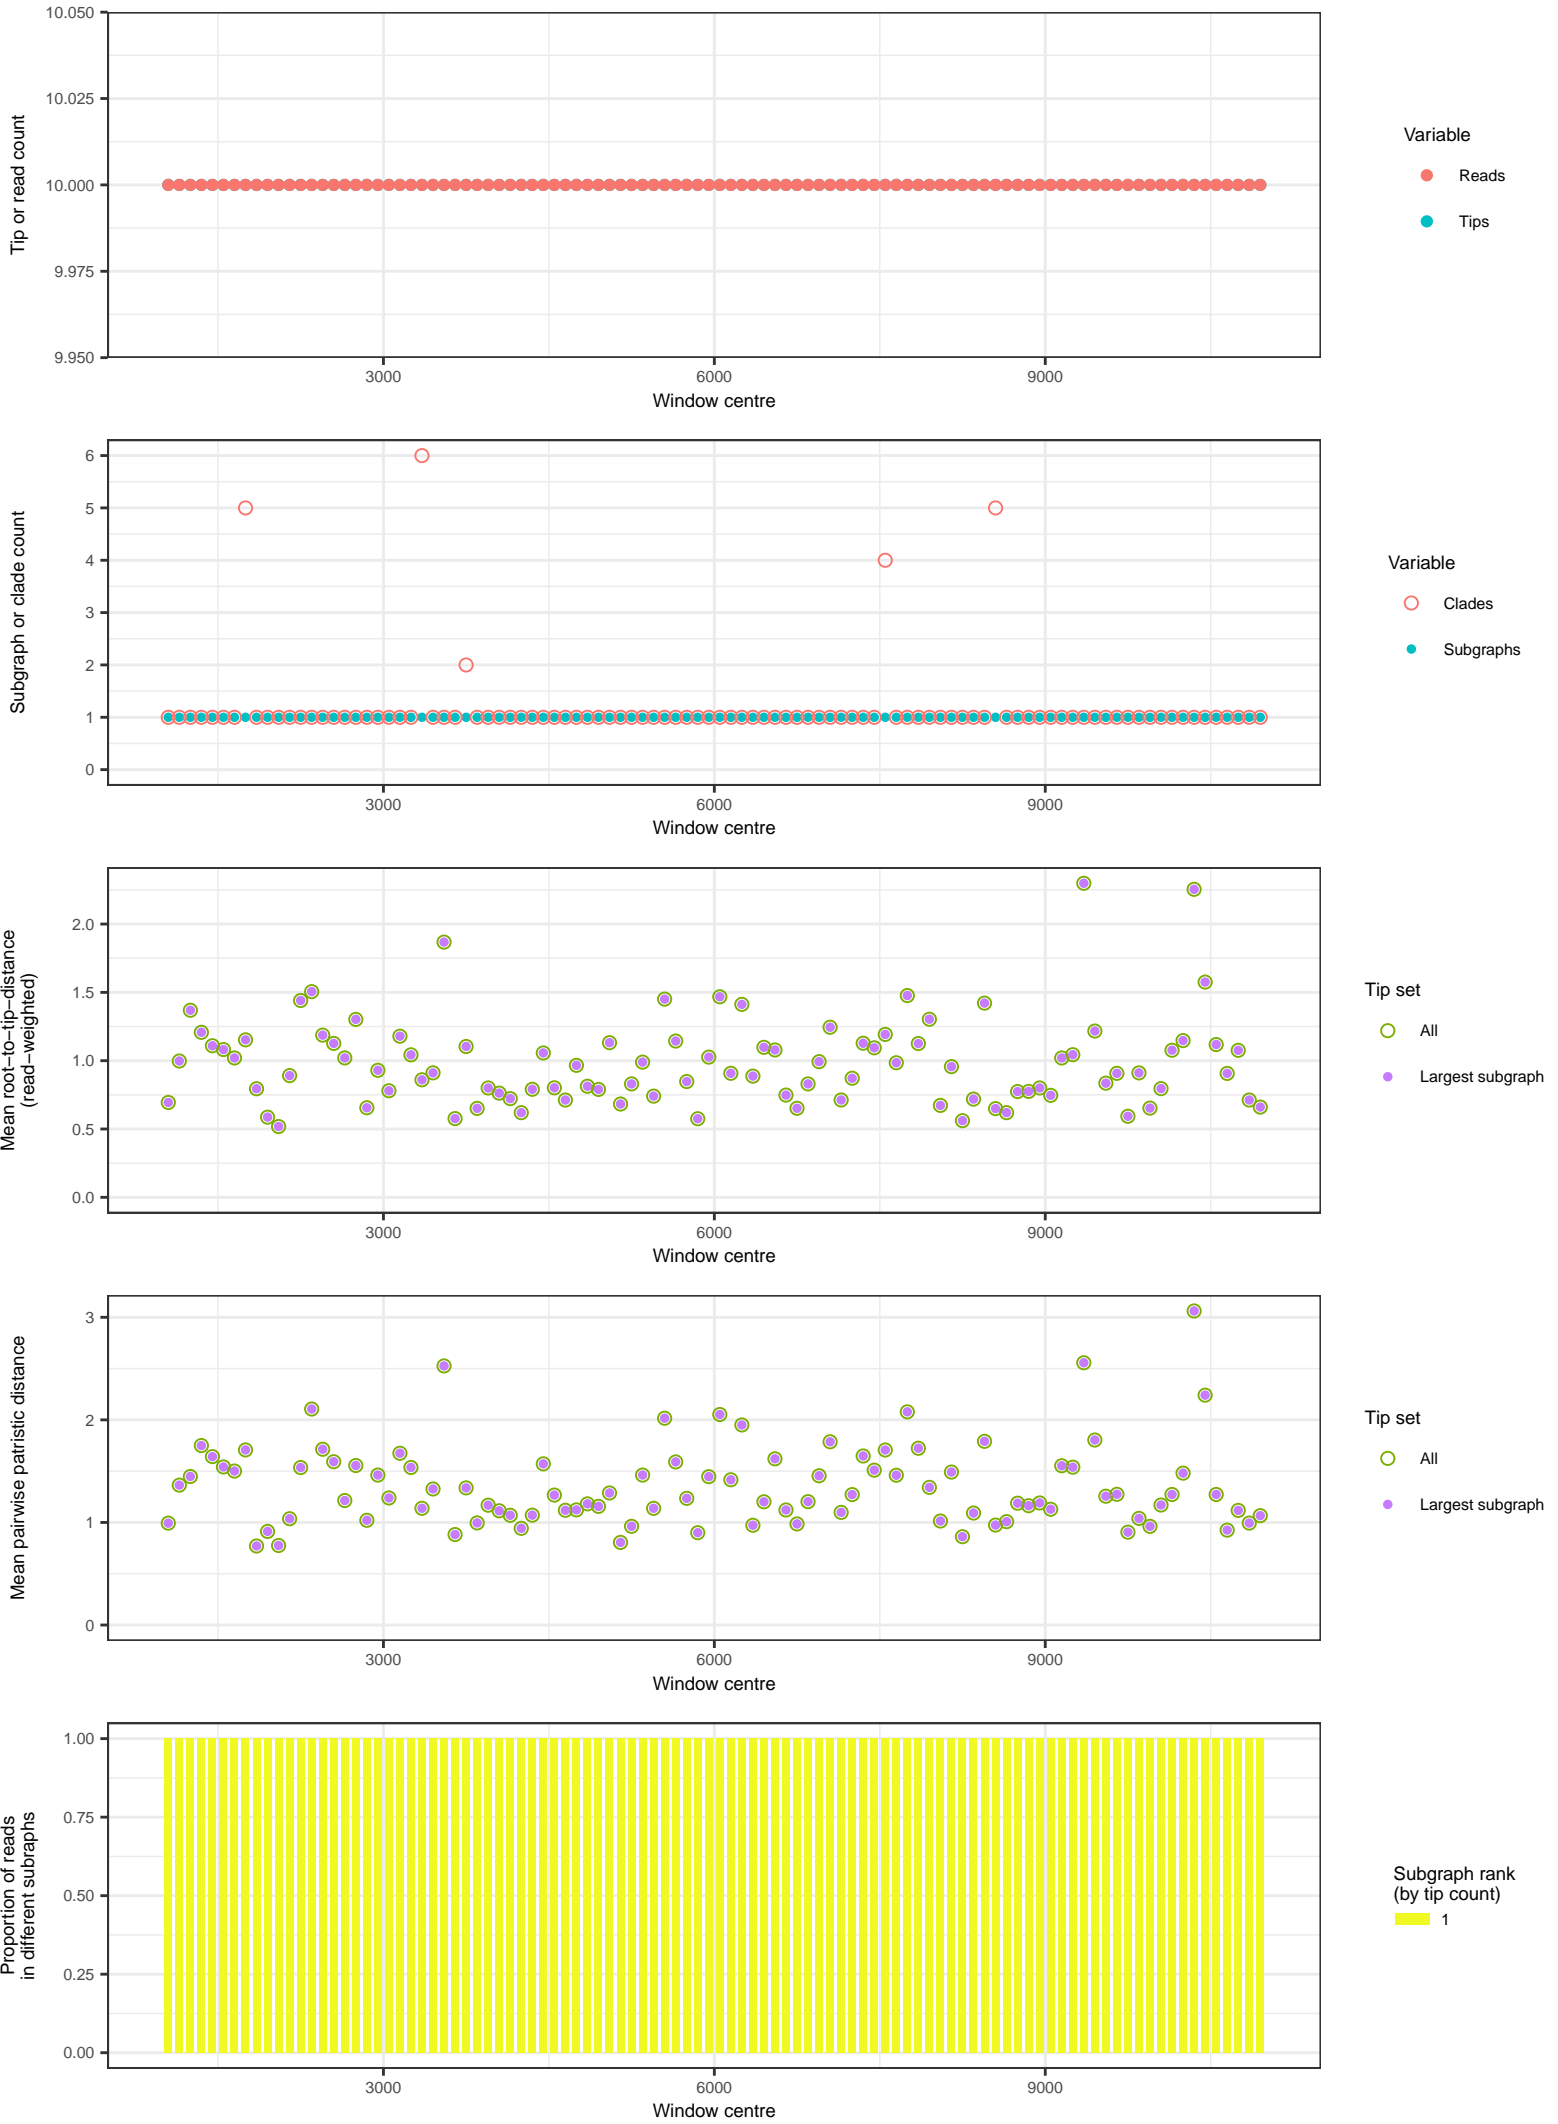 10.050
10.025
10.000
9.975
9.950
Tip or read count
3000 6000 9000
Window centre
Variable
Reads
Tips
6
5
4
3
2
1
0
Subgraph or clade count
3000 6000 9000
Window centre
Variable
Clades
Subgraphs
2.0
1.5
1.0
0.5
0.0
Mean root−to−tip−distance
(read−weighted)
3000 6000 9000
Window centre
Tip set
All
Largest subgraph
3
2
1
0
Mean pairwise patristic distance
3000 6000 9000
Window centre
Tip set
All
Largest subgraph
1.00
0.75
0.50
0.25
0.00
Proportion of reads
in different subraphs
3000 6000 9000
Window centre
Subgraph rank
(by tip count)
1